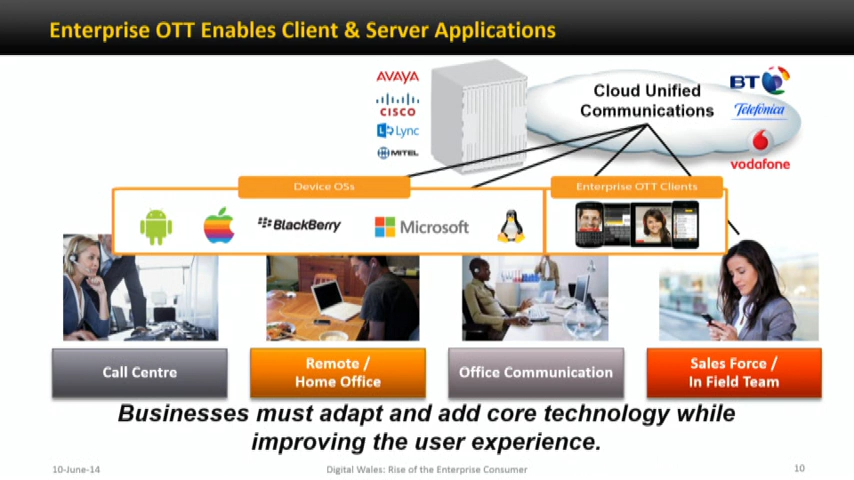 Enterprise OTT Enables Client & Server Applications
AVAYA
CISCO
Lync
MITEL
Cloud Unified
Communications
BT
Telefónica
vodafone
Device OSs
Enterprise OTT Clients
BlackBerry
Microsoft
Call Centre
Remote /
Home Office
Office Communication
Sales Force /
In Field Team
Businesses must adapt and add core technology while
improving the user experience.
10-June-14
Digital Wales: Rise of the Enterprise Consumer
10